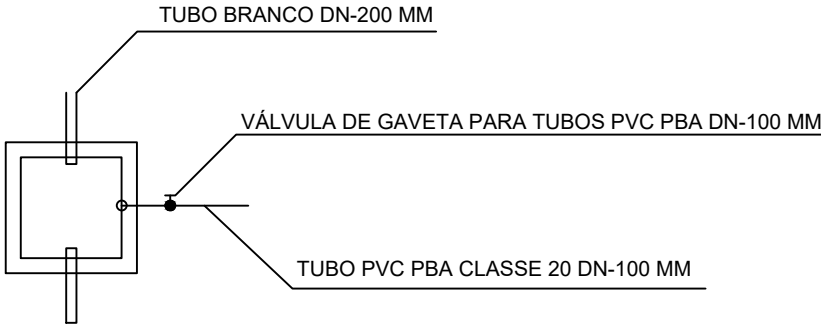 TUBO BRANCO DN-200 MM
VÁLVULA DE GAVETA PARA TUBOS PVC PBA DN-100 MM
TUBO PVC PBA CLASSE 20 DN-100 MM